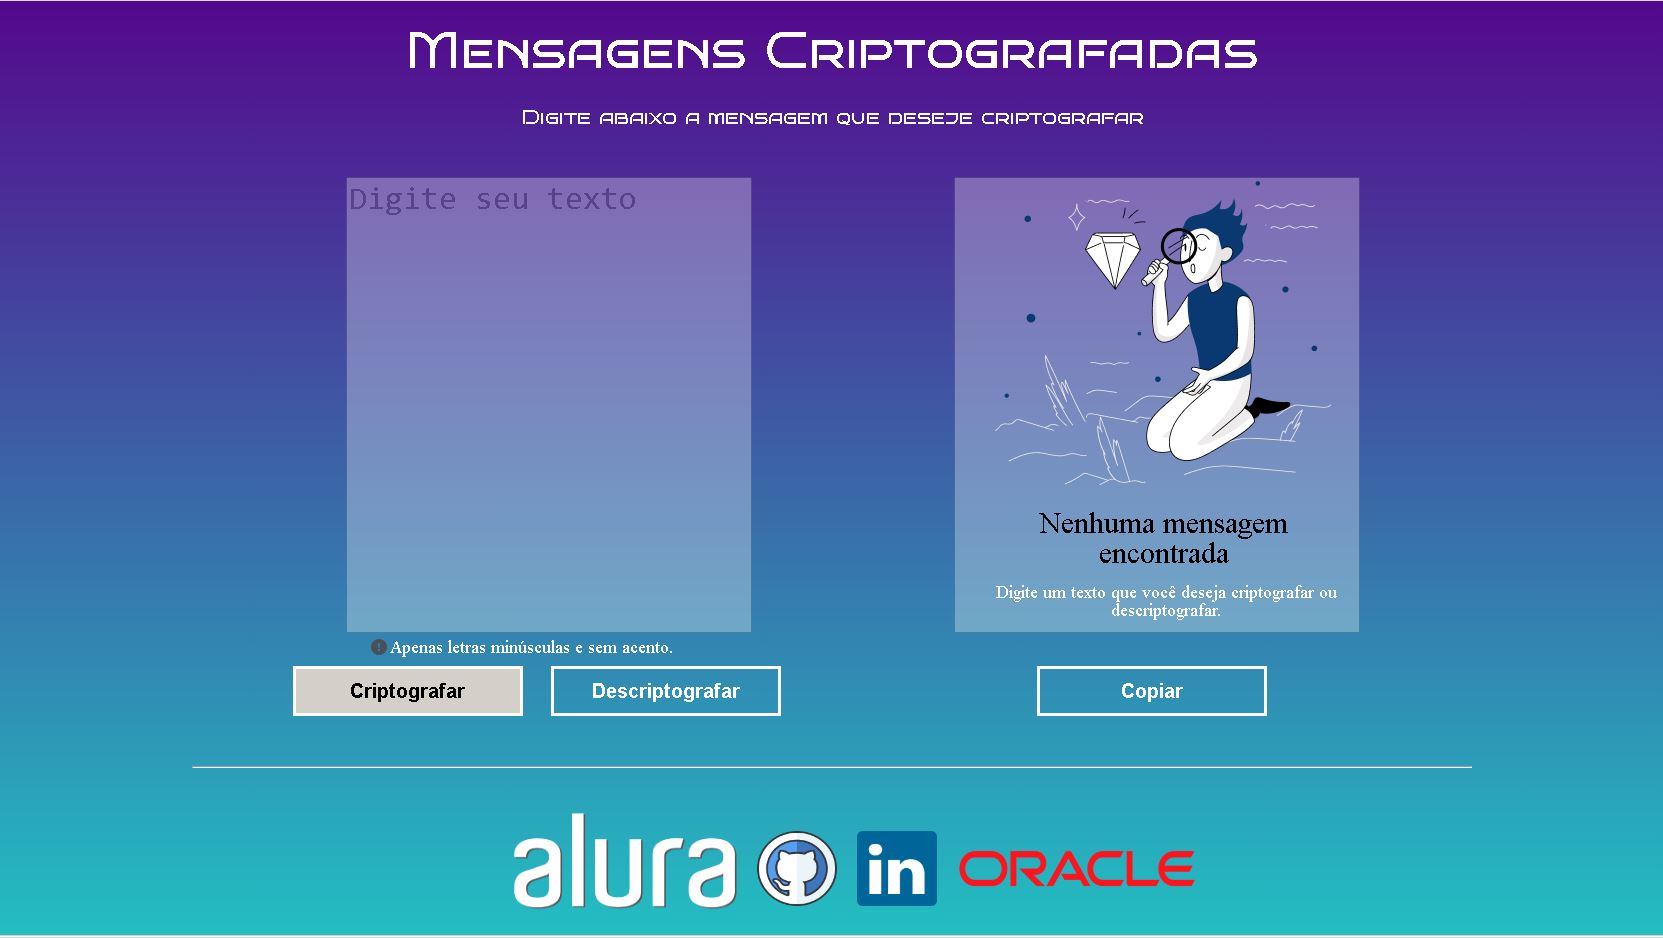 Mensagens Criptografadas
Digite abaixo a mensagem que deseje criptografar
Digite seu texto
Nenhuma mensagem
encontrada
Digite um texto que você deseja criptografar ou
descriptografar.
Apenas letras minúsculas e sem acento.
Criptografar
Descriptografar
Copiar
alura
in
ORACLE